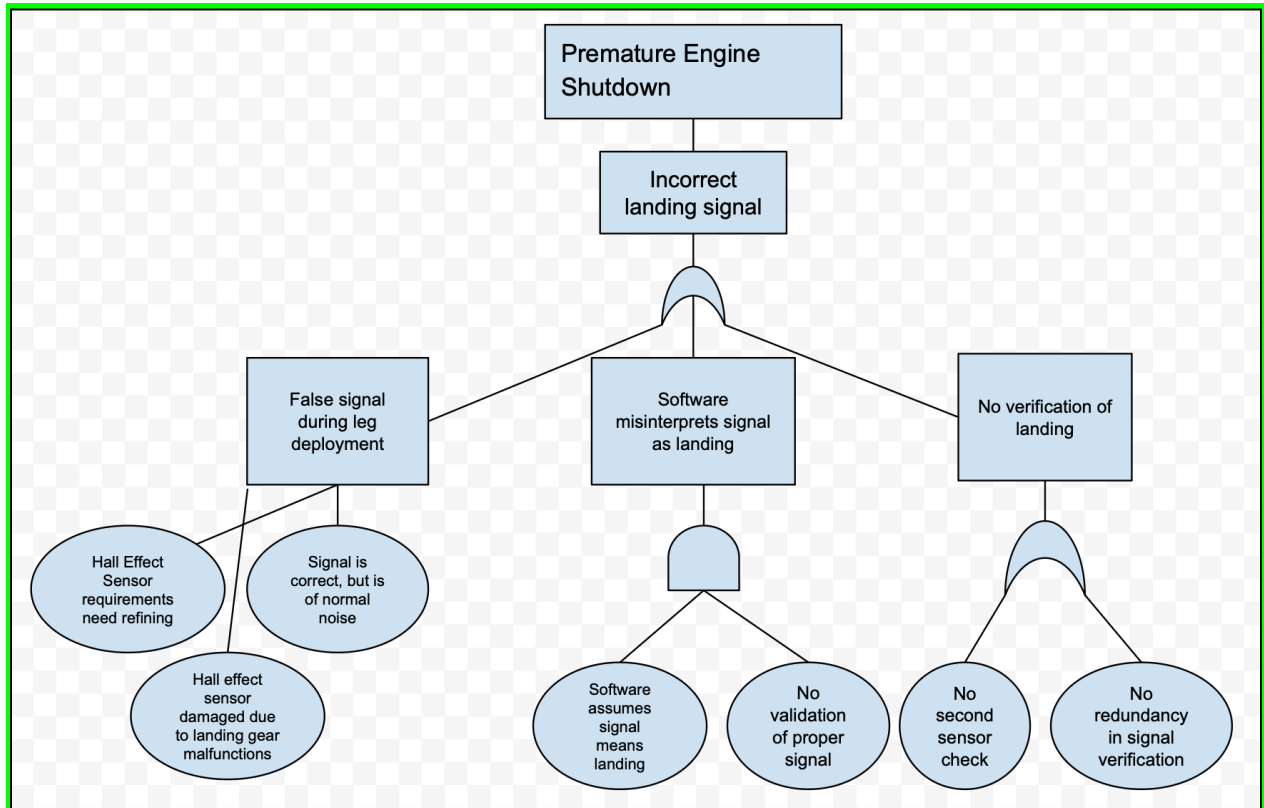 Premature Engine
Shutdown
Incorrect
landing signal
False signal
during leg
deployment
Software
misinterprets signal
as landing
No verification of
landing
Hall Effect
Sensor
requirements
need refining
Signal is
correct, but is
of normal
noise
Hall effect
sensor
damaged due
to landing gear
malfunctions
Software
assumes
signal
means
landing
No
validation
of proper
signal
No
second
sensor
check
No
redundancy
in signal
verification